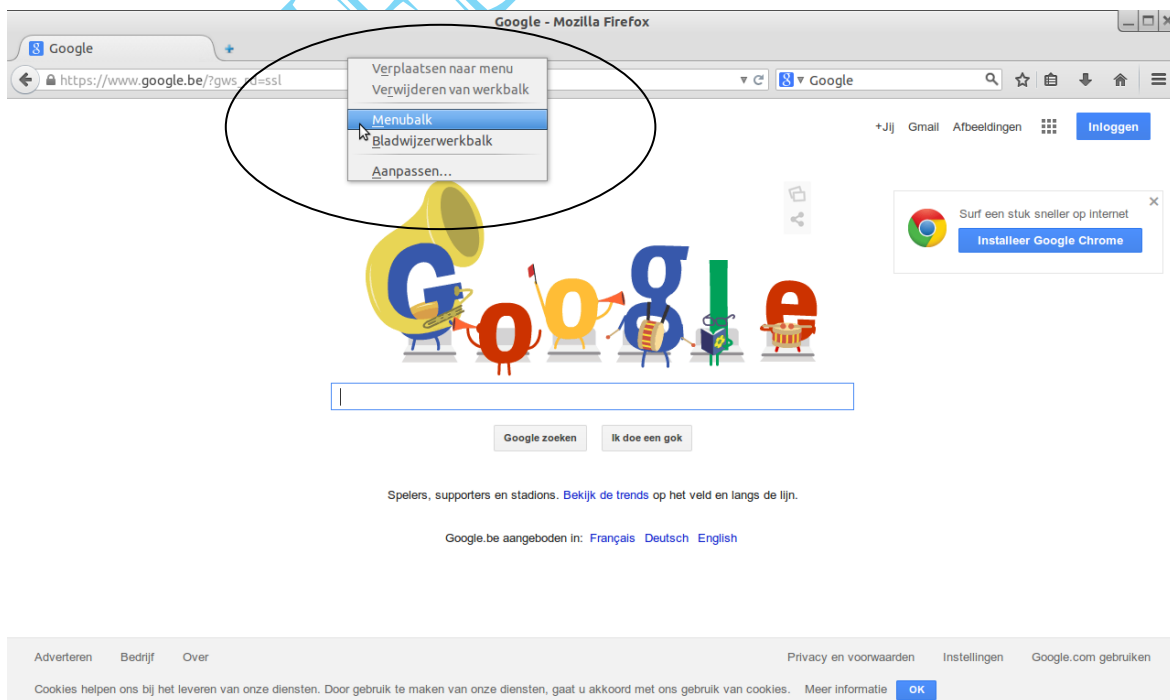 Google - Mozilla Firefox
Google
https://www.google.be/?gws_rd=ssl
Google
Verplaatsen naar menu
Verwijderen van werkbalk
Menubalk
Bladwijzerwerkbalk
Aanpassen...
+Jij Gmail Afbeeldingen Inloggen
Surf een stuk sneller op internet
Installeer Google Chrome
Google
Google zoeken Ik doe een gok
Spelers, supporters en stadions. Bekijk de trends op het veld en langs de lijn.
Google.be aangeboden in: Français Deutsch English
Adverteren Bedrijf Over Privacy en voorwaarden Instellingen Google.com gebruiken
Cookies helpen ons bij het leveren van onze diensten. Door gebruik te maken van onze diensten, gaat u akkoord met ons gebruik van cookies. Meer informatie OK